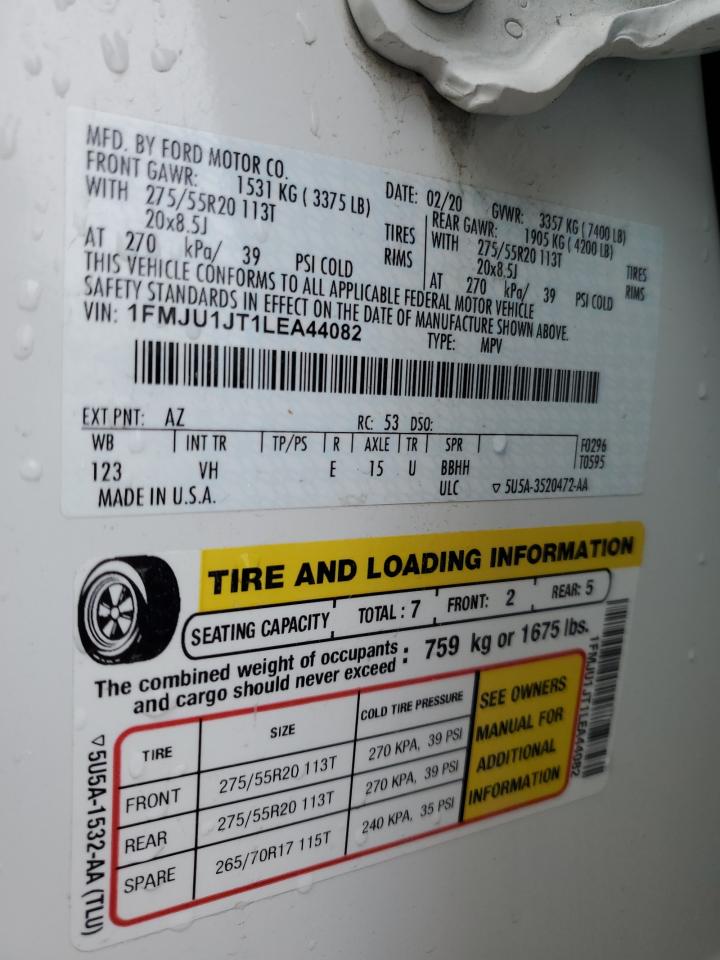 MFD. BY FORD MOTOR CO.
DATE: 02/20 GVWR: 3357 KG (7400 LB)
FRONT GAWR: 1531 KG (3375 LB) REAR GAWR: 1905 KG (4200 LB)
WITH 275/55R20 113T TIRES WITH 275/55R20 113T TIRES
20x8.5J RIMS 20x8.5J RIMS
AT 270 kPa/ 39 PSI COLD AT 270 kPa/ 39 PSI COLD
THIS VEHICLE CONFORMS TO ALL APPLICABLE FEDERAL MOTOR VEHICLE
SAFETY STANDARDS IN EFFECT ON THE DATE OF MANUFACTURE SHOWN ABOVE.
VIN: 1FMJU1JT1LEA44082
TYPE: MPV
EXT PNT: AZ RC: 53 DSO:
WB INT TR TP/PS R AXLE TR SPR F0296
123 VH E 15 U BBHH T0595
MADE IN U.S.A. ULC ▽ 5U5A-3520472-AA
TIRE AND LOADING INFORMATION
SEATING CAPACITY TOTAL : 7 FRONT: 2 REAR: 5
The combined weight of occupants
and cargo should never exceed : 759 kg or 1675 lbs.
TIRE SIZE COLD TIRE PRESSURE
FRONT 275/55R20 113T 270 KPA, 39 PSI
REAR 275/55R20 113T 270 KPA, 39 PSI
SPARE 265/70R17 115T 240 KPA, 35 PSI
SEE OWNERS
MANUAL FOR
ADDITIONAL
INFORMATION
1FMJU1JT1LEA44082
▽5U5A-1532-AA (TLU)